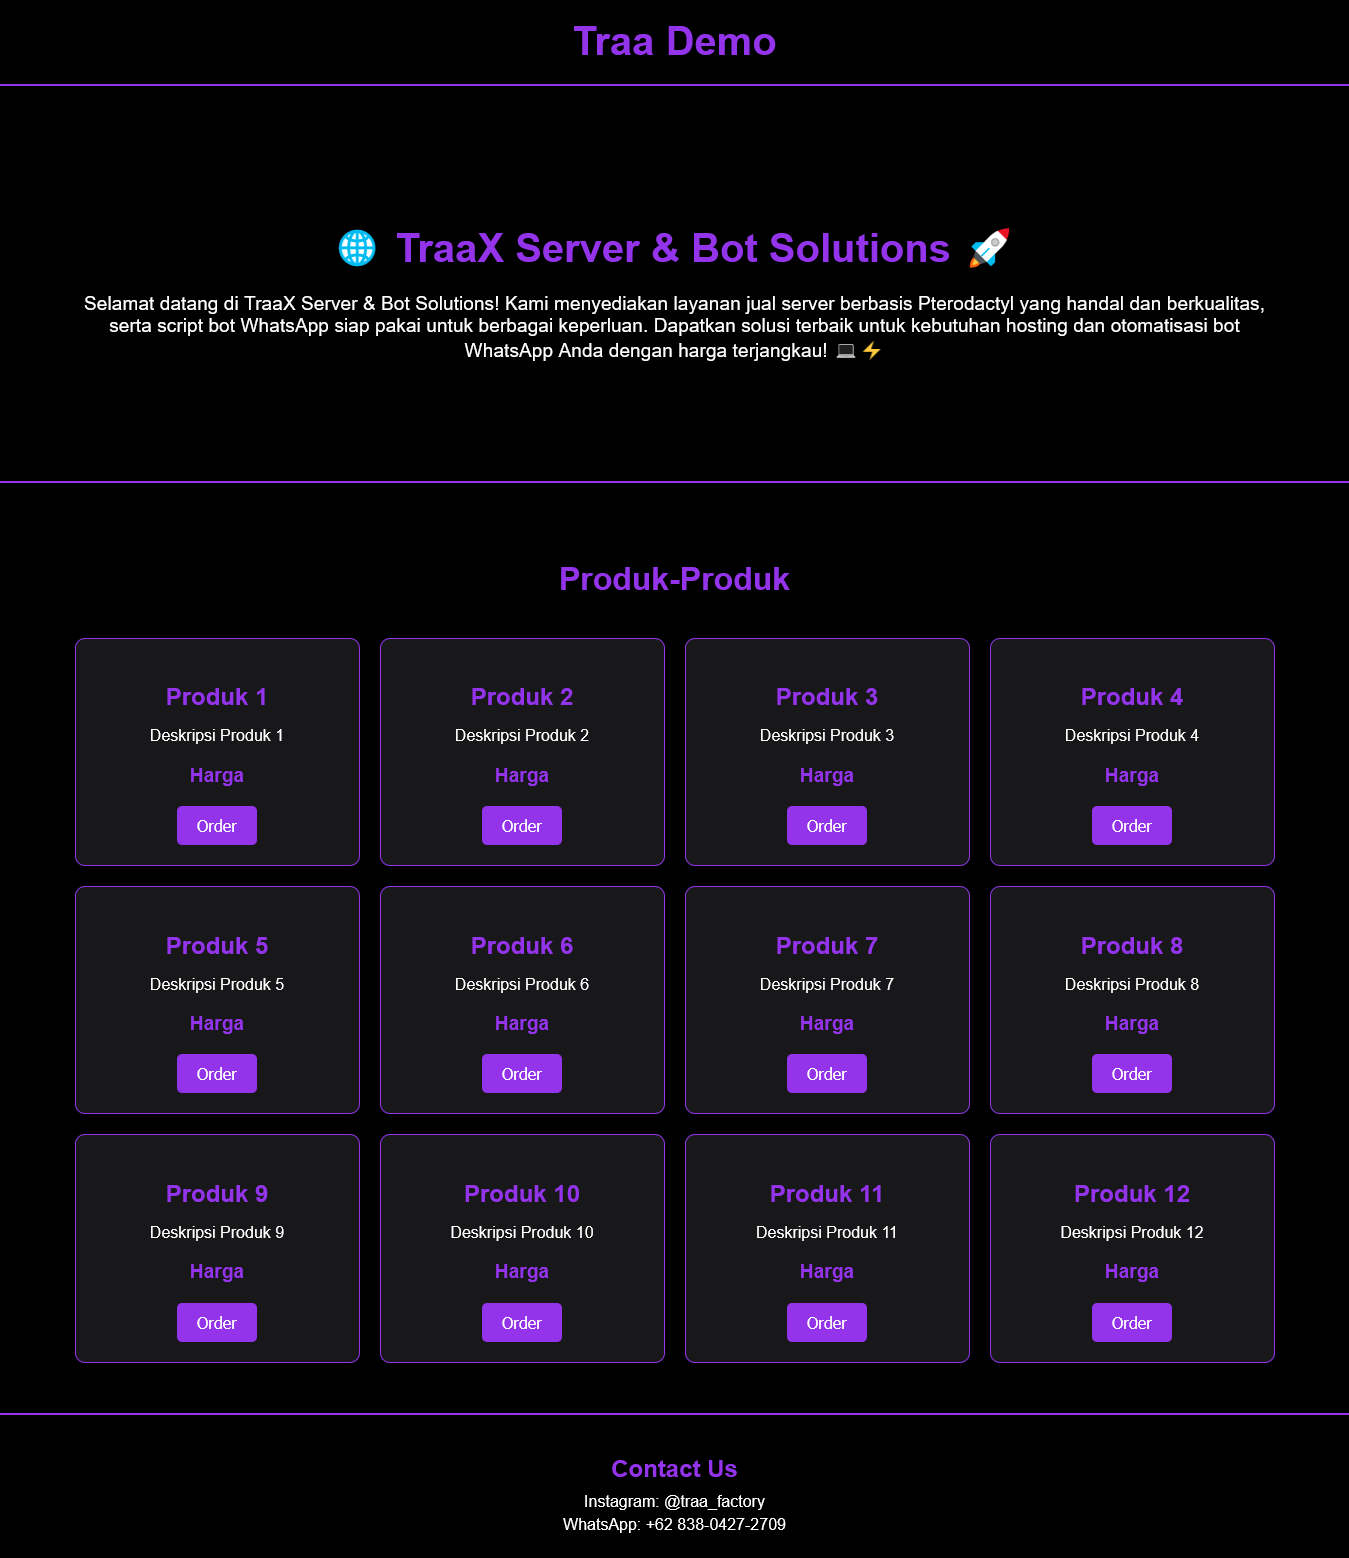 Traa Demo
🌐 TraaX Server & Bot Solutions 🚀
Selamat datang di TraaX Server & Bot Solutions! Kami menyediakan layanan jual server berbasis Pterodactyl yang handal dan berkualitas,
serta script bot WhatsApp siap pakai untuk berbagai keperluan. Dapatkan solusi terbaik untuk kebutuhan hosting dan otomatisasi bot
WhatsApp Anda dengan harga terjangkau! 💻⚡
Produk-Produk
Produk 1
Deskripsi Produk 1
Harga
Order
Produk 2
Deskripsi Produk 2
Harga
Order
Produk 3
Deskripsi Produk 3
Harga
Order
Produk 4
Deskripsi Produk 4
Harga
Order
Produk 5
Deskripsi Produk 5
Harga
Order
Produk 6
Deskripsi Produk 6
Harga
Order
Produk 7
Deskripsi Produk 7
Harga
Order
Produk 8
Deskripsi Produk 8
Harga
Order
Produk 9
Deskripsi Produk 9
Harga
Order
Produk 10
Deskripsi Produk 10
Harga
Order
Produk 11
Deskripsi Produk 11
Harga
Order
Produk 12
Deskripsi Produk 12
Harga
Order
Contact Us
Instagram: @traa_factory
WhatsApp: +62 838-0427-2709